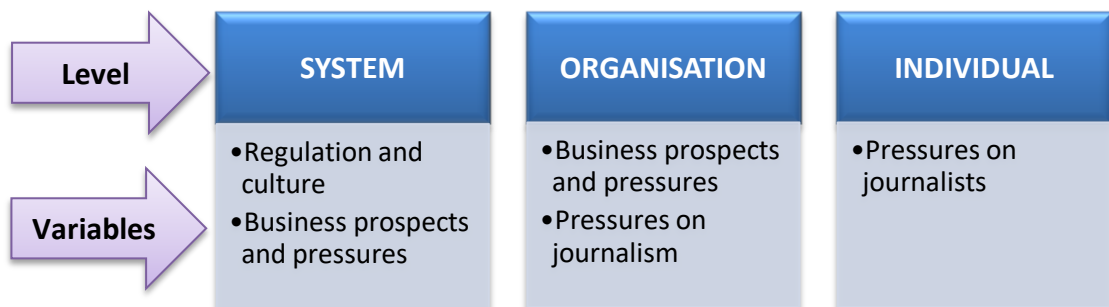 Level
SYSTEM
ORGANISATION
INDIVIDUAL
Variables
•Regulation and
culture
•Business prospects
and pressures
•Business prospects
and pressures
•Pressures on
journalism
•Pressures on
journalists